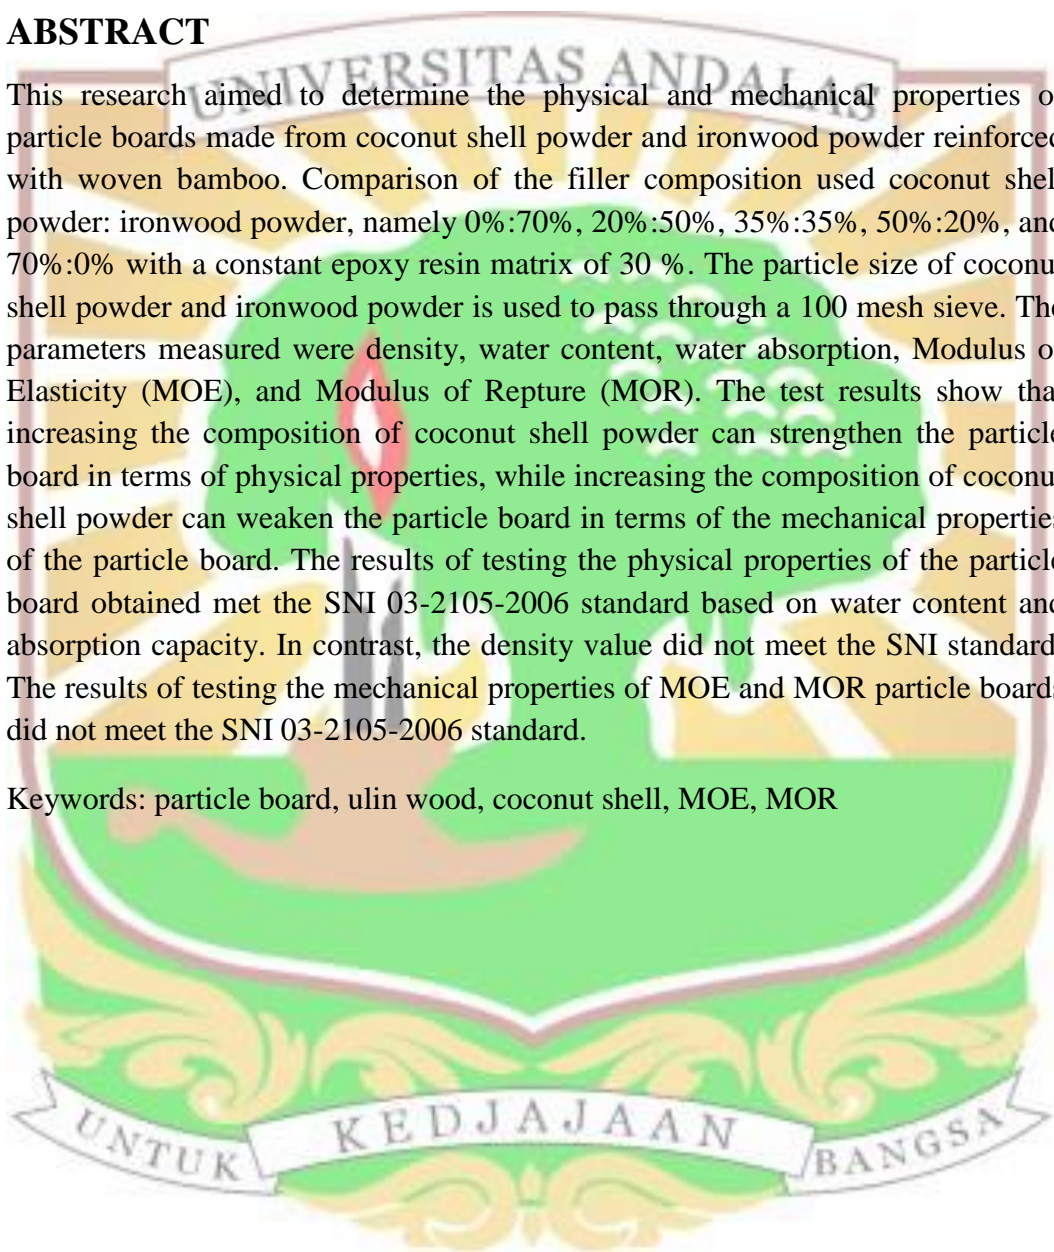 ABSTRACT
UNIVERSITAS ANDALAS
This research aimed to determine the physical and mechanical properties o
particle boards made from coconut shell powder and ironwood powder reinforced
with woven bamboo. Comparison of the filler composition used coconut shel
powder: ironwood powder, namely 0%:70%, 20%:50%, 35%:35%, 50%:20%, and
70%:0% with a constant epoxy resin matrix of 30 %. The particle size of coconu
shell powder and ironwood powder is used to pass through a 100 mesh sieve. The
parameters measured were density, water content, water absorption, Modulus o
Elasticity (MOE), and Modulus of Repture (MOR). The test results show tha
increasing the composition of coconut shell powder can strengthen the particle
board in terms of physical properties, while increasing the composition of coconu
shell powder can weaken the particle board in terms of the mechanical properties
of the particle board. The results of testing the physical properties of the particle
board obtained met the SNI 03-2105-2006 standard based on water content and
absorption capacity. In contrast, the density value did not meet the SNI standard
The results of testing the mechanical properties of MOE and MOR particle boards
did not meet the SNI 03-2105-2006 standard.
Keywords: particle board, ulin wood, coconut shell, MOE, MOR
UNTUK KEDJAJAAN BANGSA